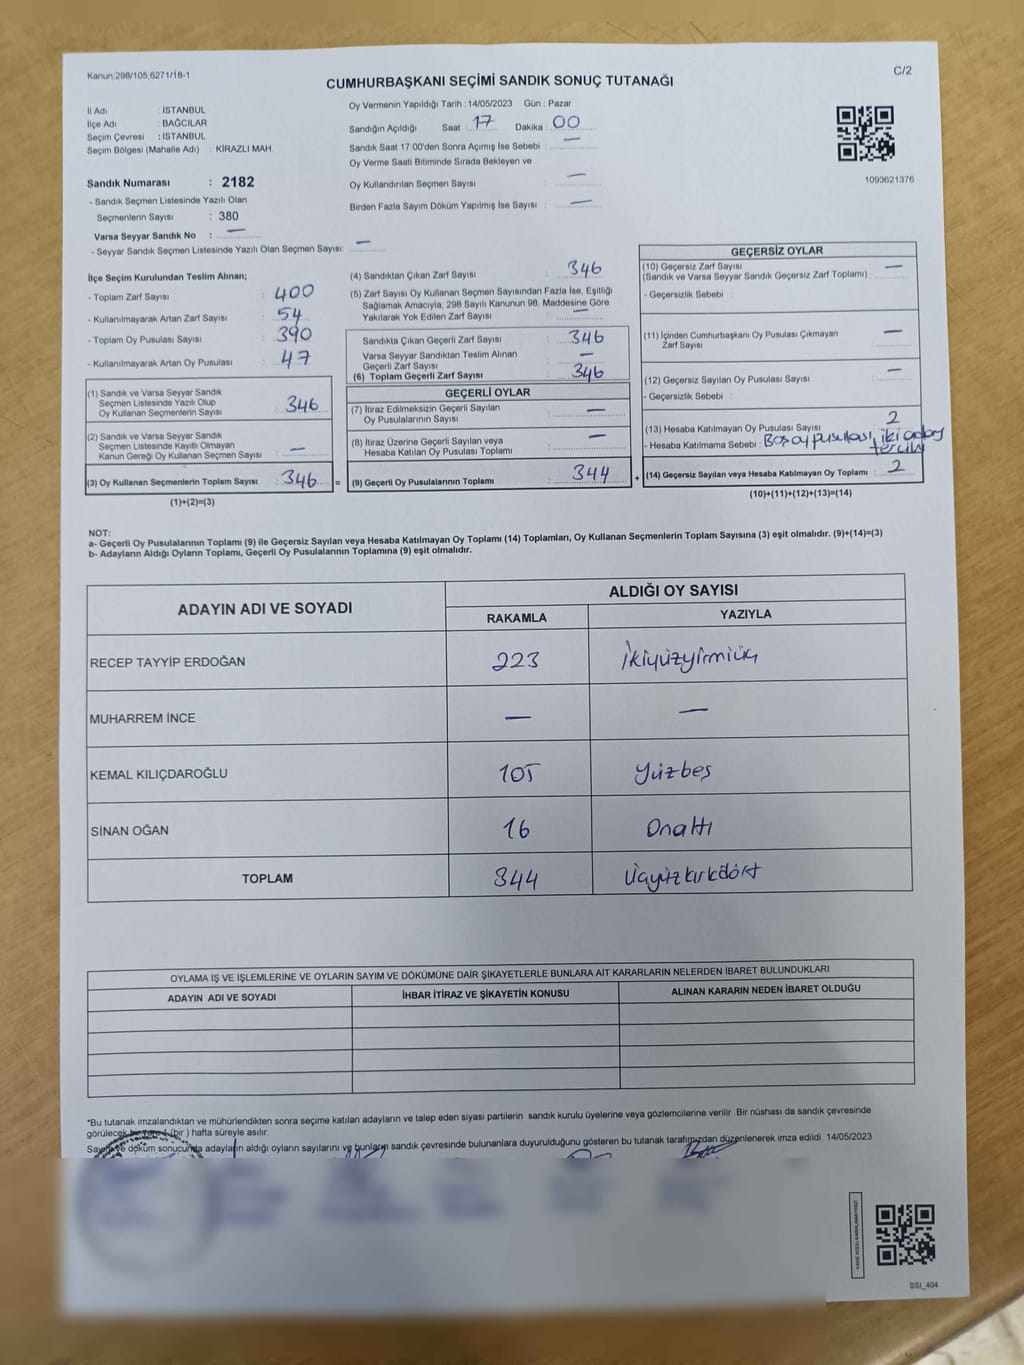 Kanun,298/105,6271/18-1
C/2
CUMHURBAŞKANI SEÇİMİ SANDIK SONUÇ TUTANAĞI
İl Adı : İSTANBUL
İlçe Adı : BAĞCILAR
Seçim Çevresi : İSTANBUL
Seçim Bölgesi (Mahalle Adı) : KİRAZLI MAH.
Sandık Numarası : 2182
- Sandık Seçmen Listesinde Yazılı Olan
Seçmenlerin Sayısı : 380
Varsa Seyyar Sandık No : —
- Seyyar Sandık Seçmen Listesinde Yazılı Olan Seçmen Sayısı: —
Oy Vermenin Yapıldığı Tarih : 14/05/2023 Gün : Pazar
Sandığın Açıldığı Saat 17 Dakika 00
Sandık Saat 17:00'den Sonra Açımış İse Sebebi : —
Oy Verme Saati Bitiminde Sırada Bekleyen ve
Oy Kullandırılan Seçmen Sayısı : —
Birden Fazla Sayım Döküm Yapılmış İse Sayısı : —
1093621376
İlçe Seçim Kurulundan Teslim Alınan;
- Toplam Zarf Sayısı : 400
- Kullanılmayarak Artan Zarf Sayısı : 54
- Toplam Oy Pusulası Sayısı : 390
- Kullanılmayarak Artan Oy Pusulası : 47
(1) Sandık ve Varsa Seyyar Sandık
Seçmen Listesinde Yazılı Olup
Oy Kullanan Seçmenlerin Sayısı : 346
(2) Sandık ve Varsa Seyyar Sandık
Seçmen Listesinde Kayıtlı Olmayan
Kanun Gereği Oy Kullanan Seçmen Sayısı : —
(3) Oy Kullanan Seçmenlerin Toplam Sayısı : 346 =
(1)+(2)=(3)
(4) Sandıktan Çıkan Zarf Sayısı : 346
(5) Zarf Sayısı Oy Kullanan Seçmen Sayısından Fazla İse, Eşitliği
Sağlamak Amacıyla; 298 Sayılı Kanunun 98. Maddesine Göre
Yakılarak Yok Edilen Zarf Sayısı : —
Sandıkta Çıkan Geçerli Zarf Sayısı : 346
Varsa Seyyar Sandıktan Teslim Alınan
Geçerli Zarf Sayısı : —
(6) Toplam Geçerli Zarf Sayısı : 346
GEÇERLİ OYLAR
(7) İtiraz Edilmeksizin Geçerli Sayılan
Oy Pusulalarının Sayısı : —
(8) İtiraz Üzerine Geçerli Sayılan veya
Hesaba Katılan Oy Pusulaları Toplamı : —
(9) Geçerli Oy Pusulalarının Toplamı : 344 +
GEÇERSİZ OYLAR
(10) Geçersiz Zarf Sayısı : —
(Sandık ve Varsa Seyyar Sandık Geçersiz Zarf Toplamı)
- Geçersizlik Sebebi :
(11) İçinden Cumhurbaşkanı Oy Pusulası Çıkmayan
Zarf Sayısı : —
(12) Geçersiz Sayılan Oy Pusulası Sayısı : —
- Geçersizlik Sebebi :
(13) Hesaba Katılmayan Oy Pusulası Sayısı : 2
- Hesaba Katılmama Sebebi : Boş oy pusulası, iki aday
tercihi
(14) Geçersiz Sayılan veya Hesaba Katılmayan Oy Toplamı : 2
(10)+(11)+(12)+(13)=(14)
NOT:
a- Geçerli Oy Pusulalarının Toplamı (9) ile Geçersiz Sayılan veya Hesaba Katılmayan Oy Toplamı (14) Toplamları, Oy Kullanan Seçmenlerin Toplam Sayısına (3) eşit olmalıdır. (9)+(14)=(3)
b- Adayların Aldığı Oyların Toplamı, Geçerli Oy Pusulalarının Toplamına (9) eşit olmalıdır.
ADAYIN ADI VE SOYADI
ALDIĞI OY SAYISI
RAKAMLA YAZIYLA
RECEP TAYYİP ERDOĞAN 223 İkiyüzyirmiüç
MUHARREM İNCE — —
KEMAL KILIÇDAROĞLU 105 Yüzbeş
SİNAN OĞAN 16 Onaltı
TOPLAM 344 Üçyüzkırkdört
OYLAMA İŞ VE İŞLEMLERİNE VE OYLARIN SAYIM VE DÖKÜMÜNE DAİR ŞİKAYETLERLE BUNLARA AİT KARARLARIN NELERDEN İBARET BULUNDUKLARI
ADAYIN ADI VE SOYADI İHBAR İTİRAZ VE ŞİKAYETİN KONUSU ALINAN KARARIN NEDEN İBARET OLDUĞU
*Bu tutanak imzalandıktan ve mühürlendikten sonra seçime katılan adayların ve talep eden siyasi partilerin sandık kurulu üyelerine veya gözlemcilerine verilir. Bir nüshası da sandık çevresinde
görülecek bir yere 1 (bir ) hafta süreyle asılır.
Sayım ve döküm sonucunda adayların aldığı oyların sayılarını ve bunların sandık çevresinde bulunanlara duyurulduğunu gösteren bu tutanak tarafımızdan düzenlenerek imza edildi. 14/05/2023
SSI_404